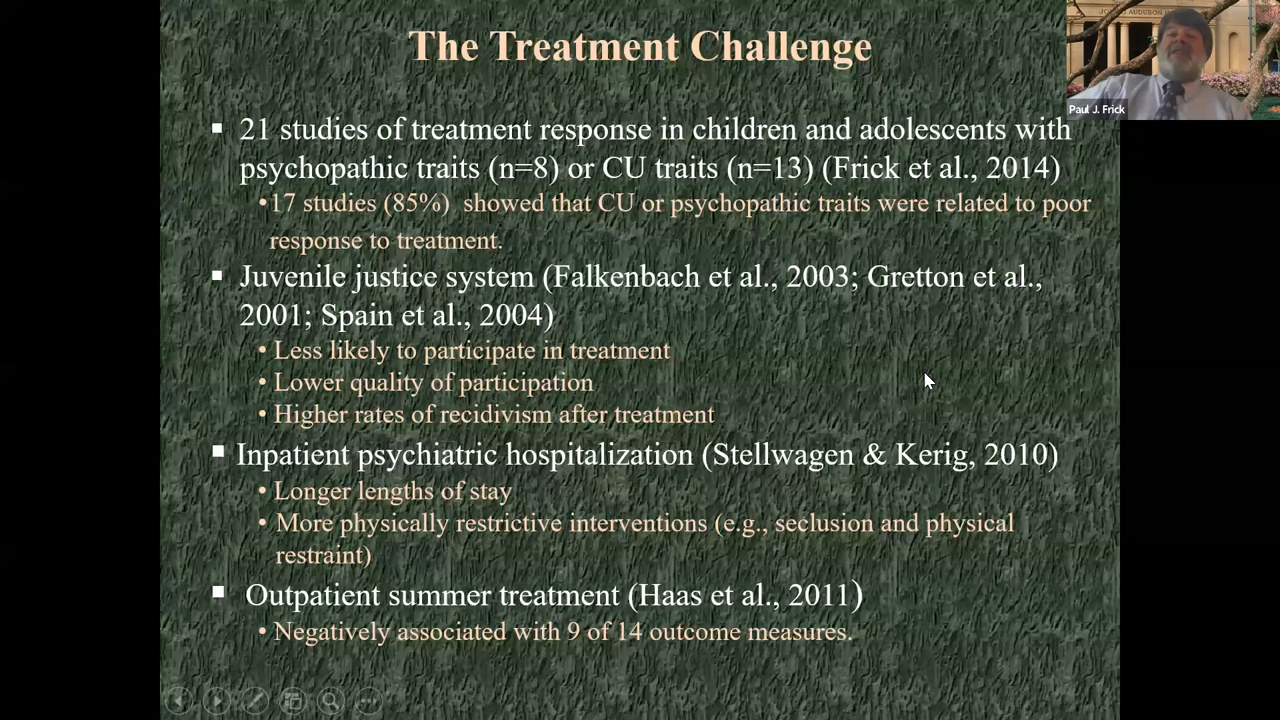 The Treatment Challenge
Paul J. Frick
▪ 21 studies of treatment response in children and adolescents with
psychopathic traits (n=8) or CU traits (n=13) (Frick et al., 2014)
•17 studies (85%) showed that CU or psychopathic traits were related to poor
response to treatment.
▪ Juvenile justice system (Falkenbach et al., 2003; Gretton et al.,
2001; Spain et al., 2004)
• Less likely to participate in treatment
• Lower quality of participation
• Higher rates of recidivism after treatment
▪ Inpatient psychiatric hospitalization (Stellwagen & Kerig, 2010)
• Longer lengths of stay
• More physically restrictive interventions (e.g., seclusion and physical
restraint)
▪ Outpatient summer treatment (Haas et al., 2011)
• Negatively associated with 9 of 14 outcome measures.